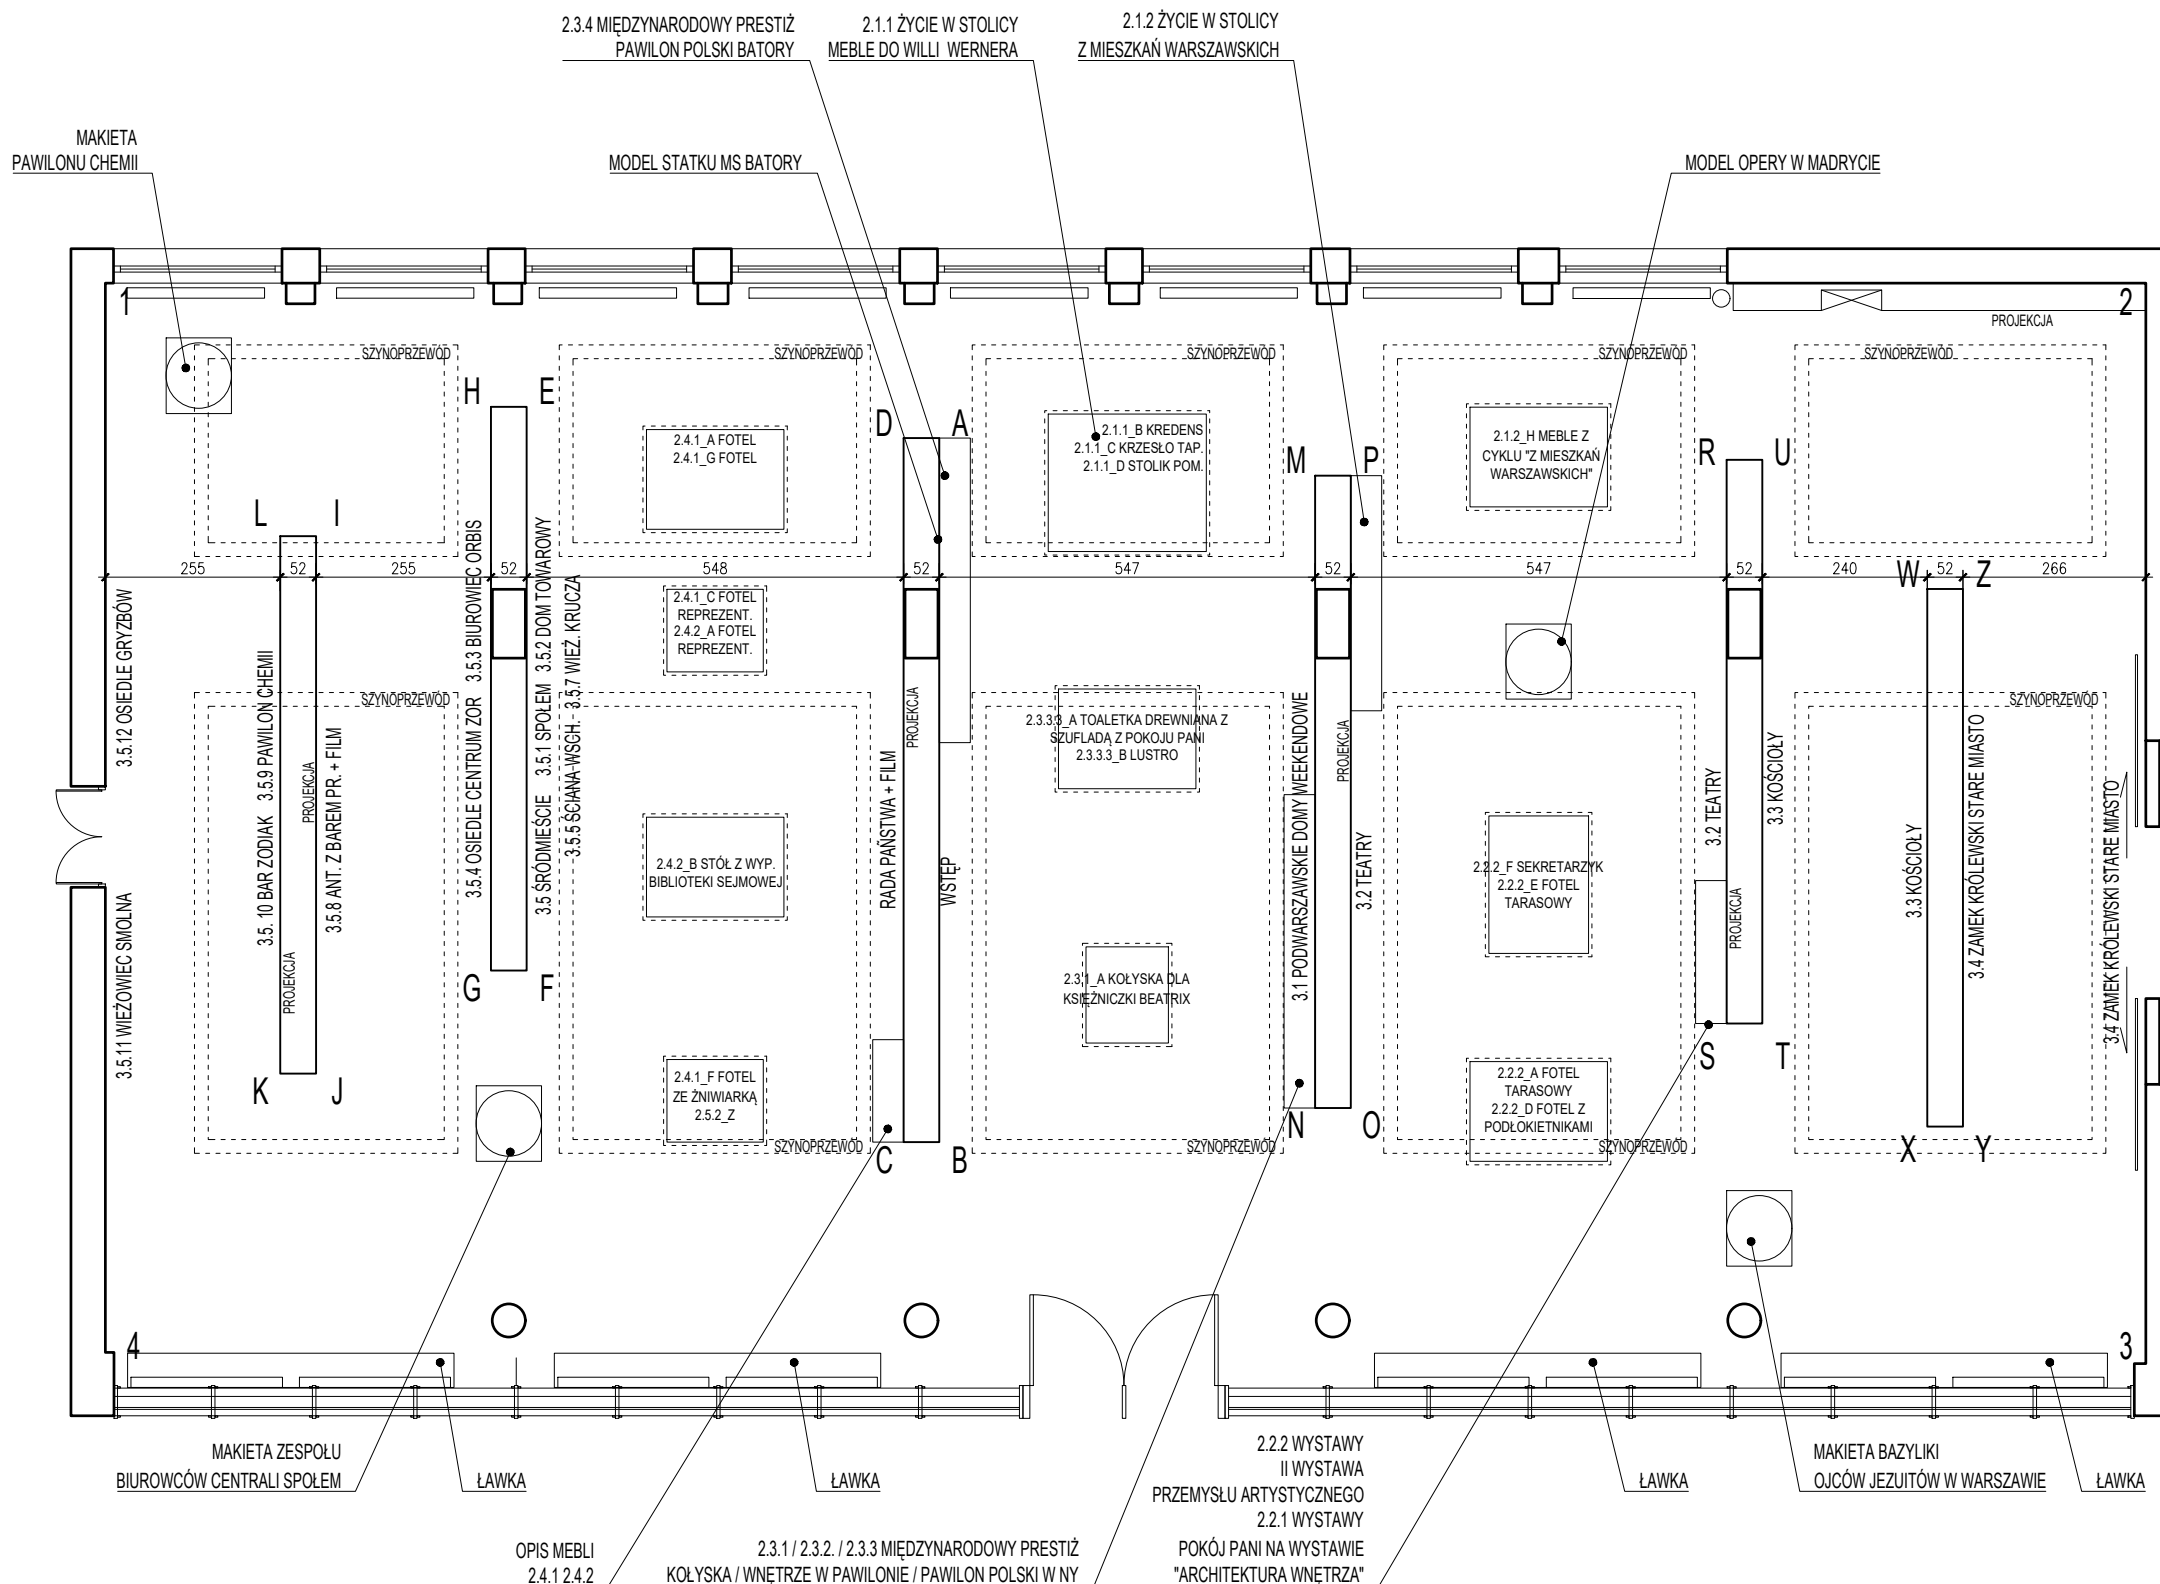 2.3.4 MIĘDZYNARODOWY PRESTIŻ
PAWILON POLSKI BATORY
2.1.1 ŻYCIE W STOLICY
MEBLE DO WILLI WERNERA
2.1.2 ŻYCIE W STOLICY
Z MIESZKAŃ WARSZAWSKICH
MAKIETA
PAWILONU CHEMII
MODEL STATKU MS BATORY
MODEL OPERY W MADRYCIE
1
2
PROJEKCJA
SZYNOPRZEWÓD
SZYNOPRZEWÓD
SZYNOPRZEWÓD
SZYNOPRZEWÓD
SZYNOPRZEWÓD
H
E
D
A
M
P
R
U
L
I
W
Z
2.4.1_A FOTEL
2.4.1_G FOTEL
2.1.1_B KREDENS
2.1.1_C KRZESŁO TAP.
2.1.1_D STOLIK POM.
2.1.2_H MEBLE Z
CYKLU "Z MIESZKAŃ
WARSZAWSKICH"
255
52
255
52
548
52
547
52
547
52
240
52
266
2.4.1_C FOTEL
REPREZENT.
2.4.2_A FOTEL
REPREZENT.
3.5.12 OSIEDLE GRYZBÓW
3.5.11 WIEŻOWIEC SMOLNA
3.5. 10 BAR ZODIAK 3.5.9 PAWILON CHEMII
PROJEKCJA
PROJEKCJA
3.5.8 ANT. Z BAREM PR. + FILM
3.5.4 OSIEDLE CENTRUM ZOR 3.5.3 BIUROWIEC ORBIS
3.5 ŚRÓDMIEŚCIE 3.5.1 SPOŁEM 3.5.2 DOM TOWAROWY
3.5.5 ŚCIANA WSCH. 3.5.7 WIEŻ. KRUCZA
RADA PAŃSTWA + FILM
PROJEKCJA
WSTĘP
3.1 PODWARSZAWSKIE DOMY WEEKENDOWE
PROJEKCJA
3.2 TEATRY
3.2 TEATRY
PROJEKCJA
3.3 KOŚCIOŁY
3.3 KOŚCIOŁY
3.4 ZAMEK KRÓLEWSKI STARE MIASTO
3.4 ZAMEK KRÓLEWSKI STARE MIASTO
SZYNOPRZEWÓD
SZYNOPRZEWÓD
2.3.3.3_A TOALETKA DREWNIANA Z
SZUFLADĄ Z POKOJU PANI
2.3.3.3_B LUSTRO
2.4.2_B STÓŁ Z WYP.
BIBLIOTEKI SEJMOWEJ
2.2.2_F SEKRETARZYK
2.2.2_E FOTEL
TARASOWY
2.3.1_A KOŁYSKA DLA
KSIĘŻNICZKI BEATRIX
G
F
K
J
S
T
2.4.1_F FOTEL
ZE ŻNIWIARKĄ
2.5.2_Z
2.2.2_A FOTEL
TARASOWY
2.2.2_D FOTEL Z
PODŁOKIETNIKAMI
SZYNOPRZEWÓD
SZYNOPRZEWÓD
SZYNOPRZEWÓD
C
B
N
O
X
Y
4
3
MAKIETA ZESPOŁU
BIUROWCÓW CENTRALI SPOŁEM
ŁAWKA
ŁAWKA
2.2.2 WYSTAWY
II WYSTAWA
PRZEMYSŁU ARTYSTYCZNEGO
2.2.1 WYSTAWY
POKÓJ PANI NA WYSTAWIE
"ARCHITEKTURA WNĘTRZA"
ŁAWKA
MAKIETA BAZYLIKI
OJCÓW JEZUITÓW W WARSZAWIE
ŁAWKA
OPIS MEBLI
2.4.1 2.4.2
2.3.1 / 2.3.2. / 2.3.3 MIĘDZYNARODOWY PRESTIŻ
KOŁYSKA / WNĘTRZE W PAWILONIE / PAWILON POLSKI W NY